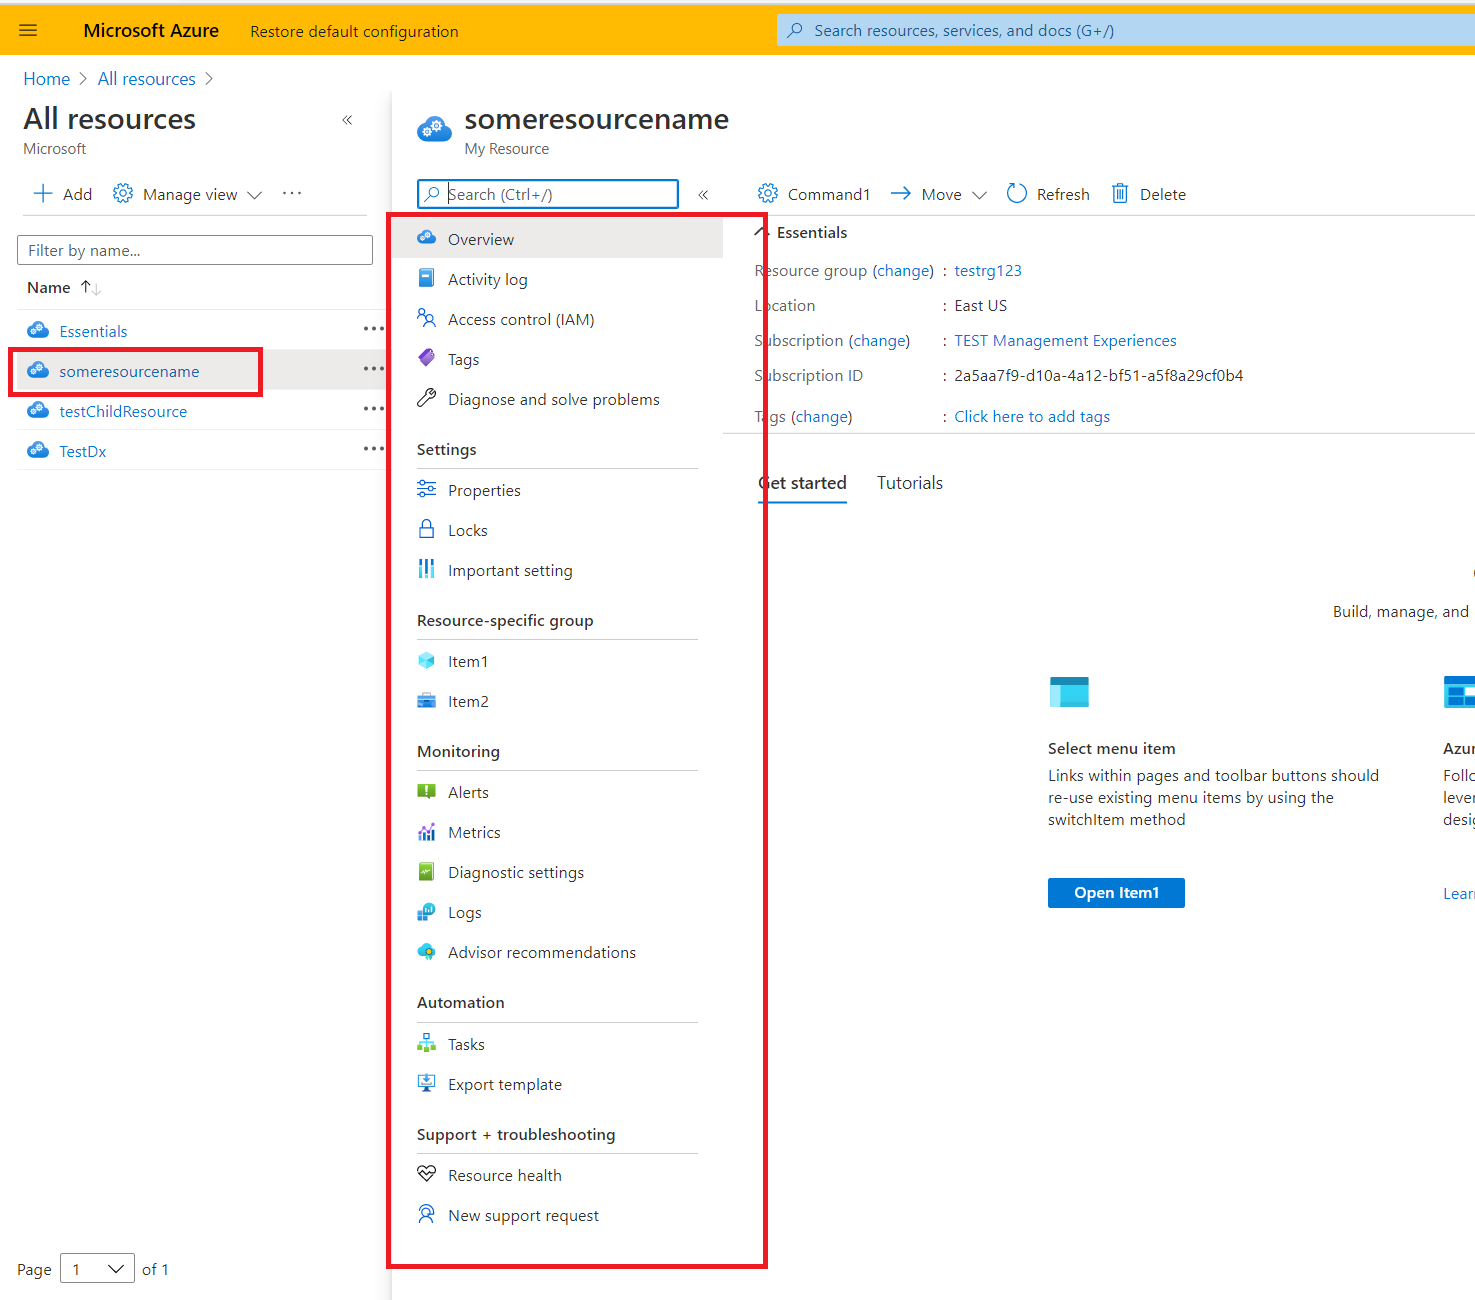 Microsoft Azure
Restore default configuration
Search resources, services, and docs (G+/)
Home
All resources
All resources
Microsoft
Add
Manage view
Filter by name...
Name
Essentials
someresourcename
testChildResource
TestDx
Page 1 of 1
someresourcename
My Resource
Search (Ctrl+/)
Overview
Activity log
Access control (IAM)
Tags
Diagnose and solve problems
Settings
Properties
Locks
Important setting
Resource-specific group
Item1
Item2
Monitoring
Alerts
Metrics
Diagnostic settings
Logs
Advisor recommendations
Automation
Tasks
Export template
Support + troubleshooting
Resource health
New support request
Command1
Move
Refresh
Delete
Essentials
Resource group (change) : testrg123
Location : East US
Subscription (change) : TEST Management Experiences
Subscription ID : 2a5aa7f9-d10a-4a12-bf51-a5f8a29cf0b4
Tags (change) : Click here to add tags
Get started
Tutorials
Build, manage, and
Select menu item
Links within pages and toolbar buttons should
re-use existing menu items by using the
switchItem method
Open Item1